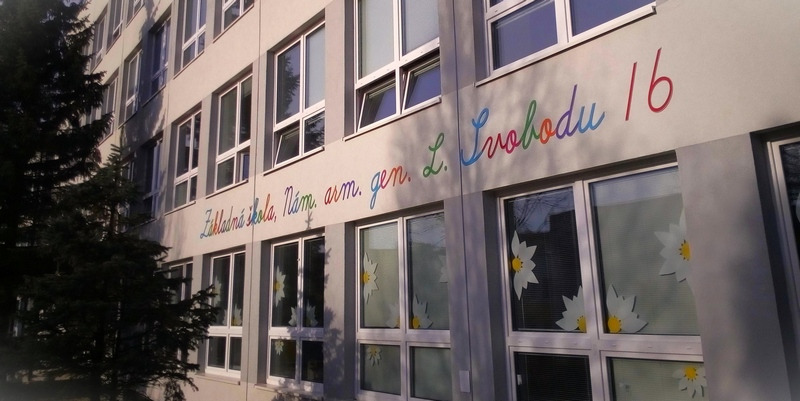 Základná škola, Nám. arm. gen. L. Svobodu 16